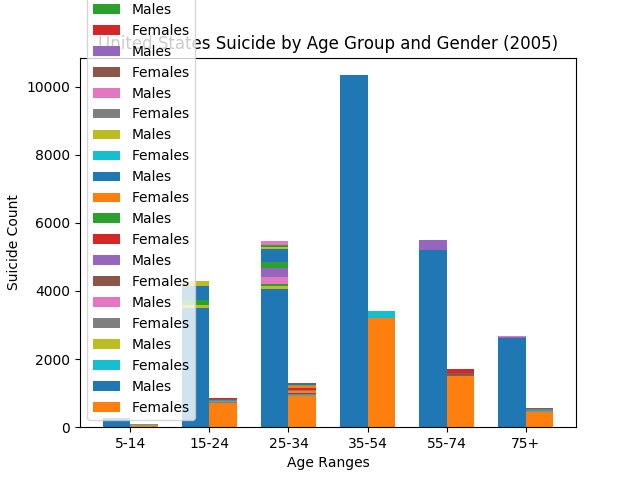 United States Suicide by Age Group and Gender (2005)
Males
Females
Males
Females
Males
Females
Males
Females
Males
Females
Males
Females
Males
Females
Males
Females
Males
Females
Males
Females
10000
8000
6000
4000
2000
0
Suicide Count
5-14
15-24
25-34
35-54
55-74
75+
Age Ranges